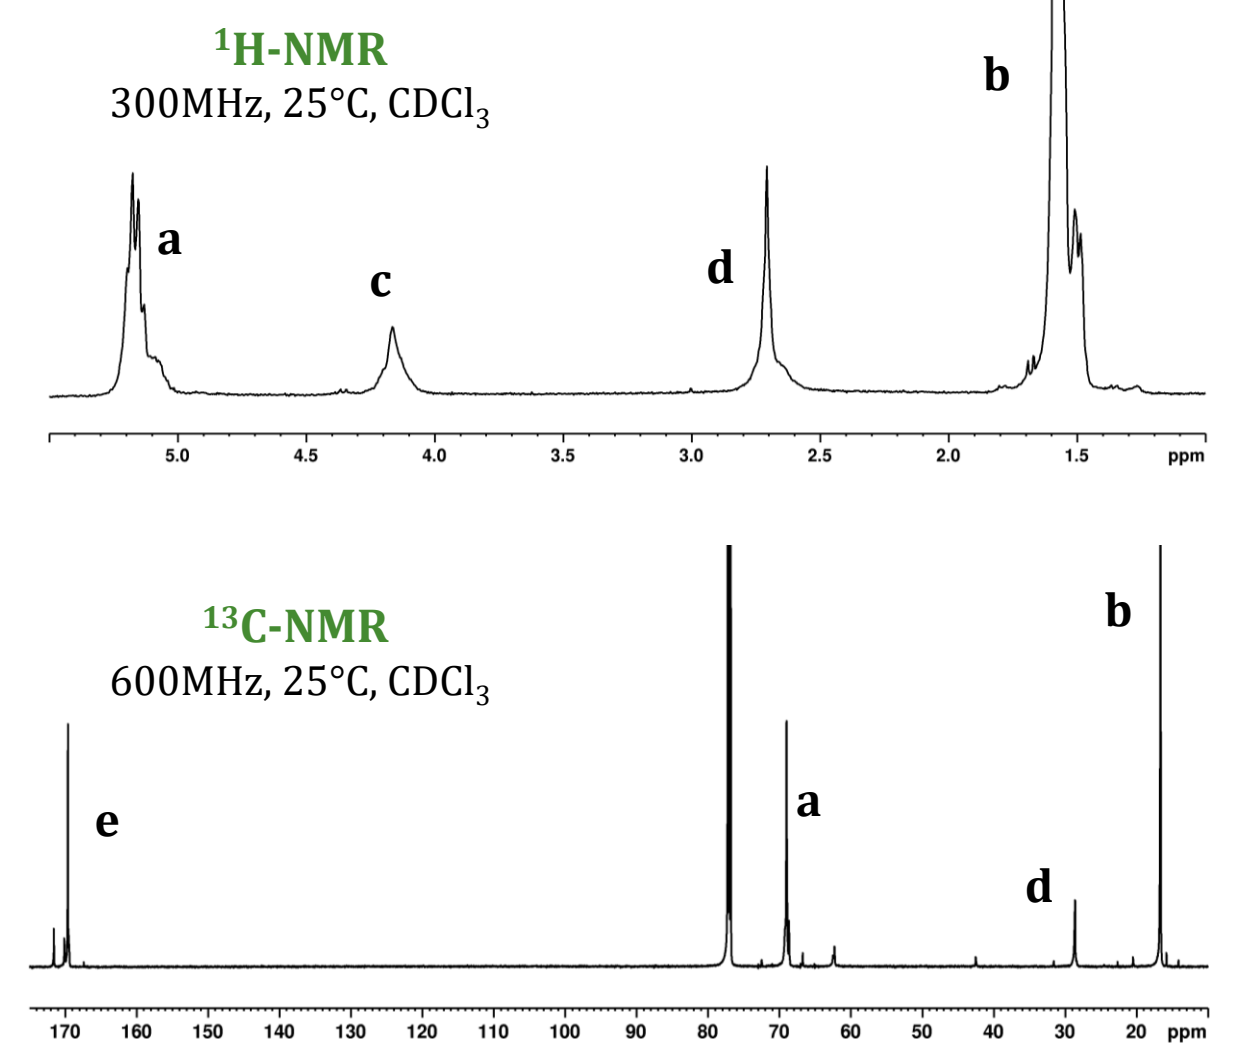 ¹H-NMR
300MHz, 25°C, CDCl₃
b
a
c
d
5.0 4.5 4.0 3.5 3.0 2.5 2.0 1.5 ppm
¹³C-NMR
600MHz, 25°C, CDCl₃
b
e
a
d
170 160 150 140 130 120 110 100 90 80 70 60 50 40 30 20 ppm